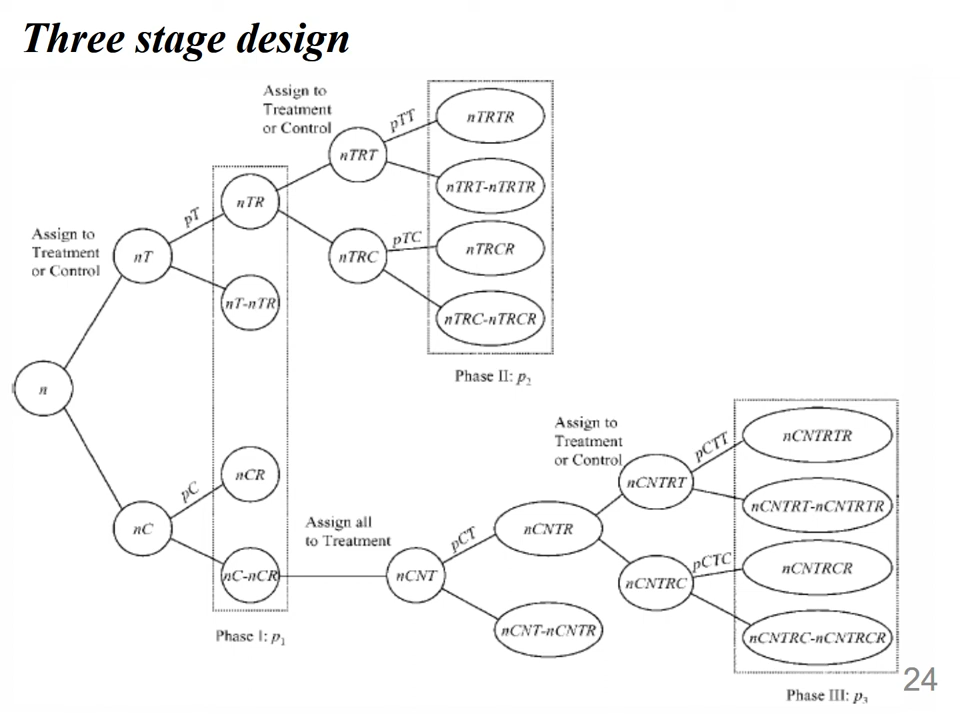 Three stage design
Assign to
Treatment
or Control
pTT
nTRTR
nTRT
nTRT-nTRTR
nTR
pT
Assign to
Treatment
or Control
nT
nTRC
pTC
nTRCR
nT-nTR
nTRC-nTRCR
Phase II: p2
n
Assign to
Treatment
or Control
pCTT
nCNTRTR
nCR
pC
nCNTRT
nCNTRT-nCNTRTR
nC
Assign all
to Treatment
pCT
nCNTR
nC-nCR
nCNT
nCNTRC
pCTC
nCNTRCR
nCNT-nCNTR
nCNTRC-nCNTRCR
Phase I: p1
Phase III: p3
24